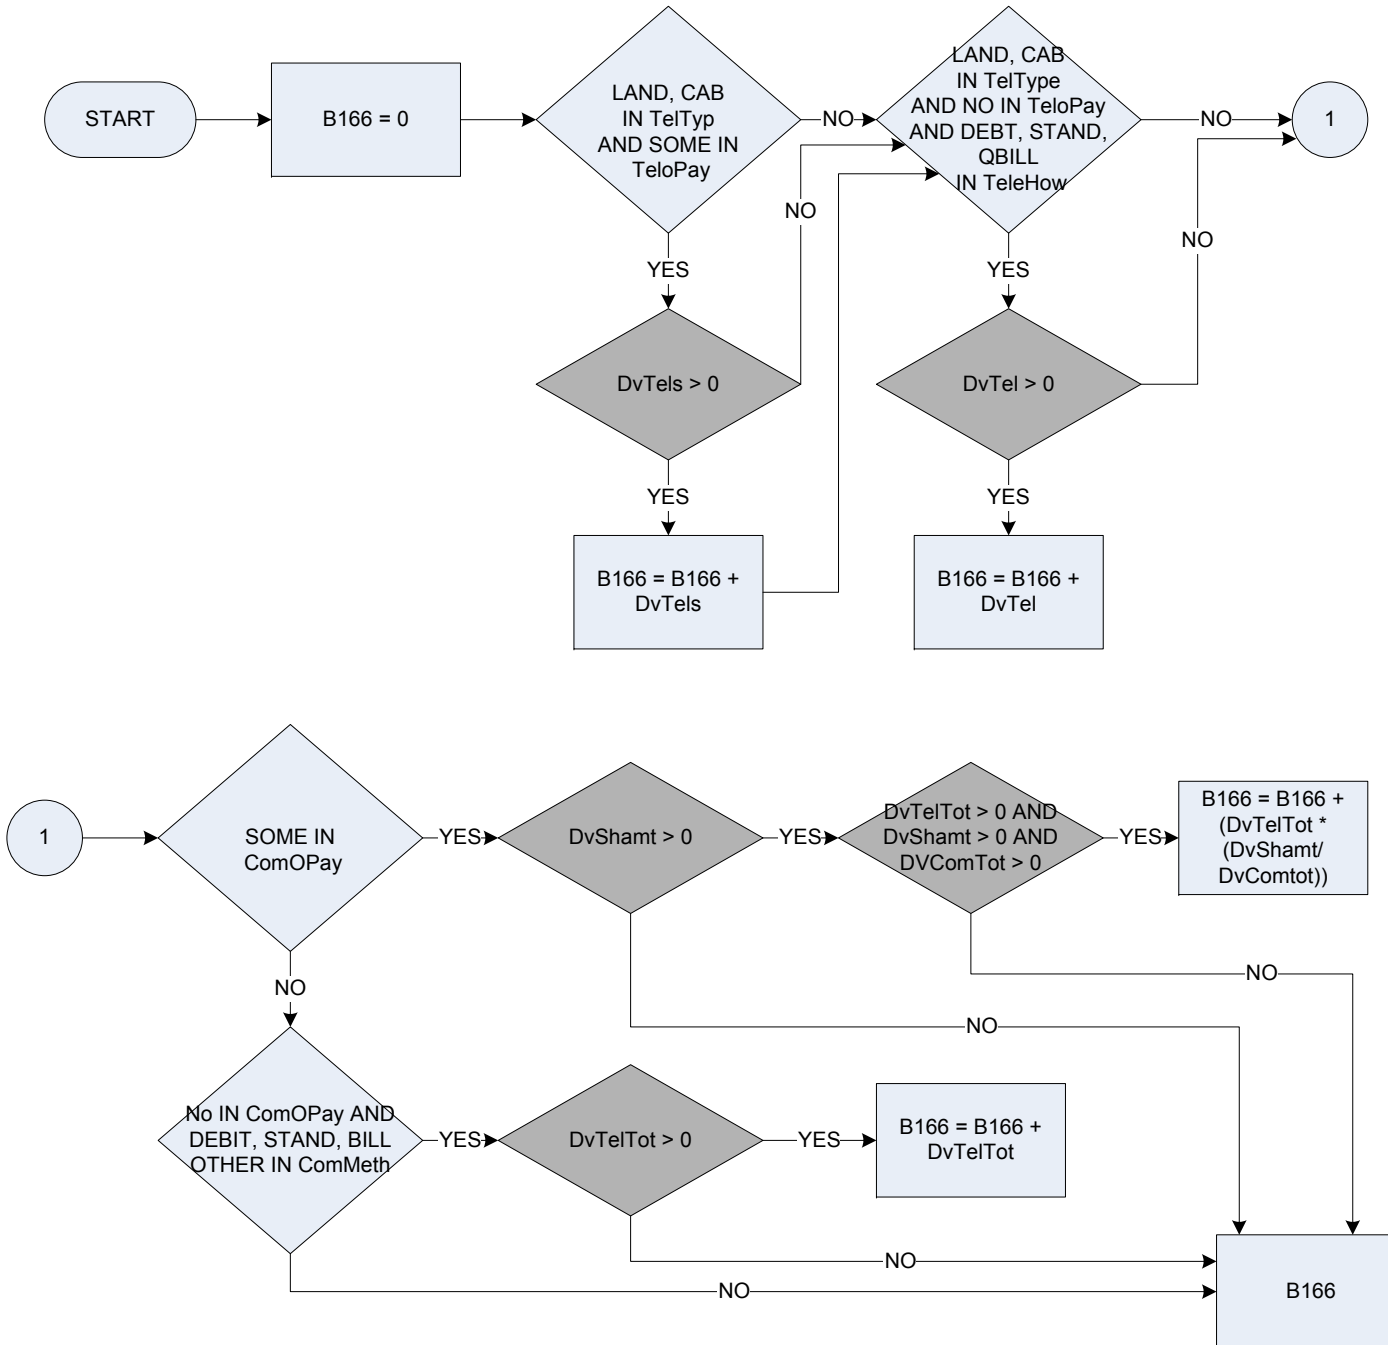 START
B166 = 0
LAND, CAB
IN TelTyp
AND SOME IN
TeloPay
NO
LAND, CAB
IN TelType
AND NO IN TeloPay
AND DEBT, STAND,
QBILL
IN TeleHow
NO
1
YES
NO
YES
NO
DvTels > 0
DvTel > 0
YES
YES
B166 = B166 +
DvTels
B166 = B166 +
DvTel
1
SOME IN
ComOPay
YES
DvShamt > 0
YES
DvTelTot > 0 AND
DvShamt > 0 AND
DVComTot > 0
YES
B166 = B166 +
(DvTelTot *
(DvShamt/
DvComtot))
NO
NO
NO
No IN ComOPay AND
DEBIT, STAND, BILL
OTHER IN ComMeth
YES
DvTelTot > 0
YES
B166 = B166 +
DvTelTot
NO
NO
B166